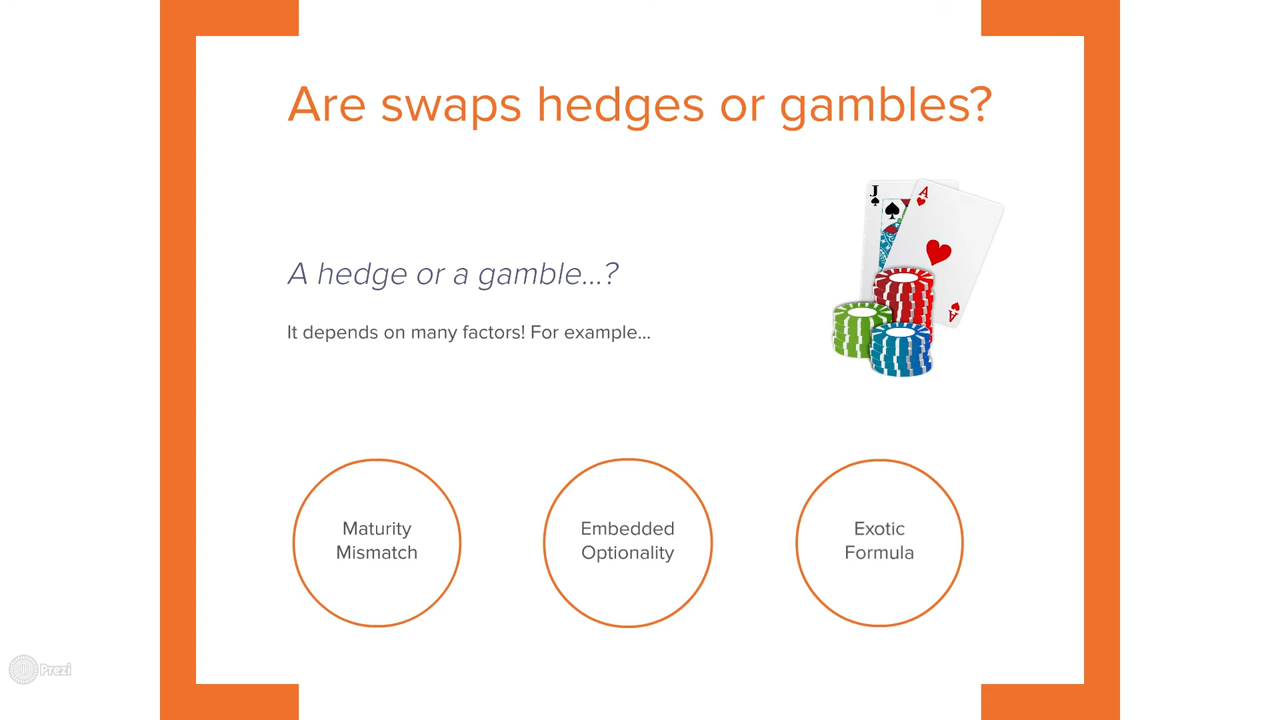 Are swaps hedges or gambles?
J
A
A hedge or a gamble...?
It depends on many factors! For example...
A
Maturity
Mismatch
Embedded
Optionality
Exotic
Formula
Prezi